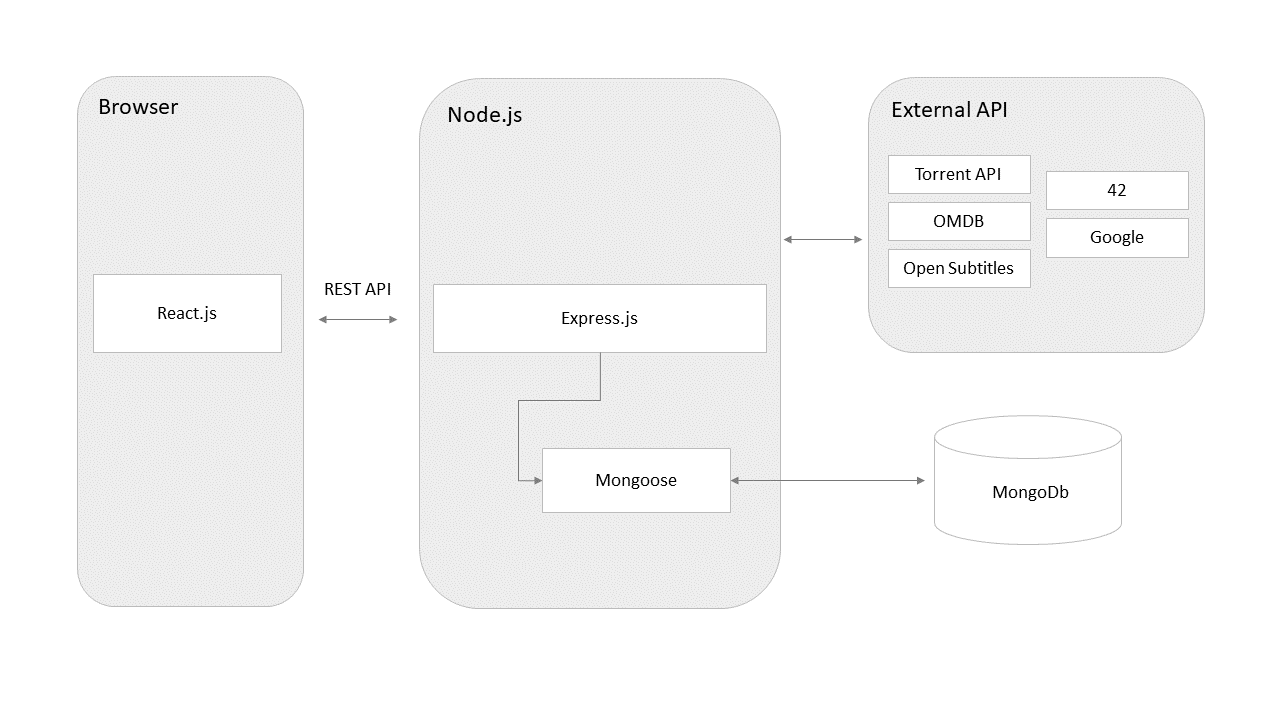 Browser
React.js
REST API
Node.js
Express.js
Mongoose
External API
Torrent API
OMDB
Open Subtitles
42
Google
MongoDb